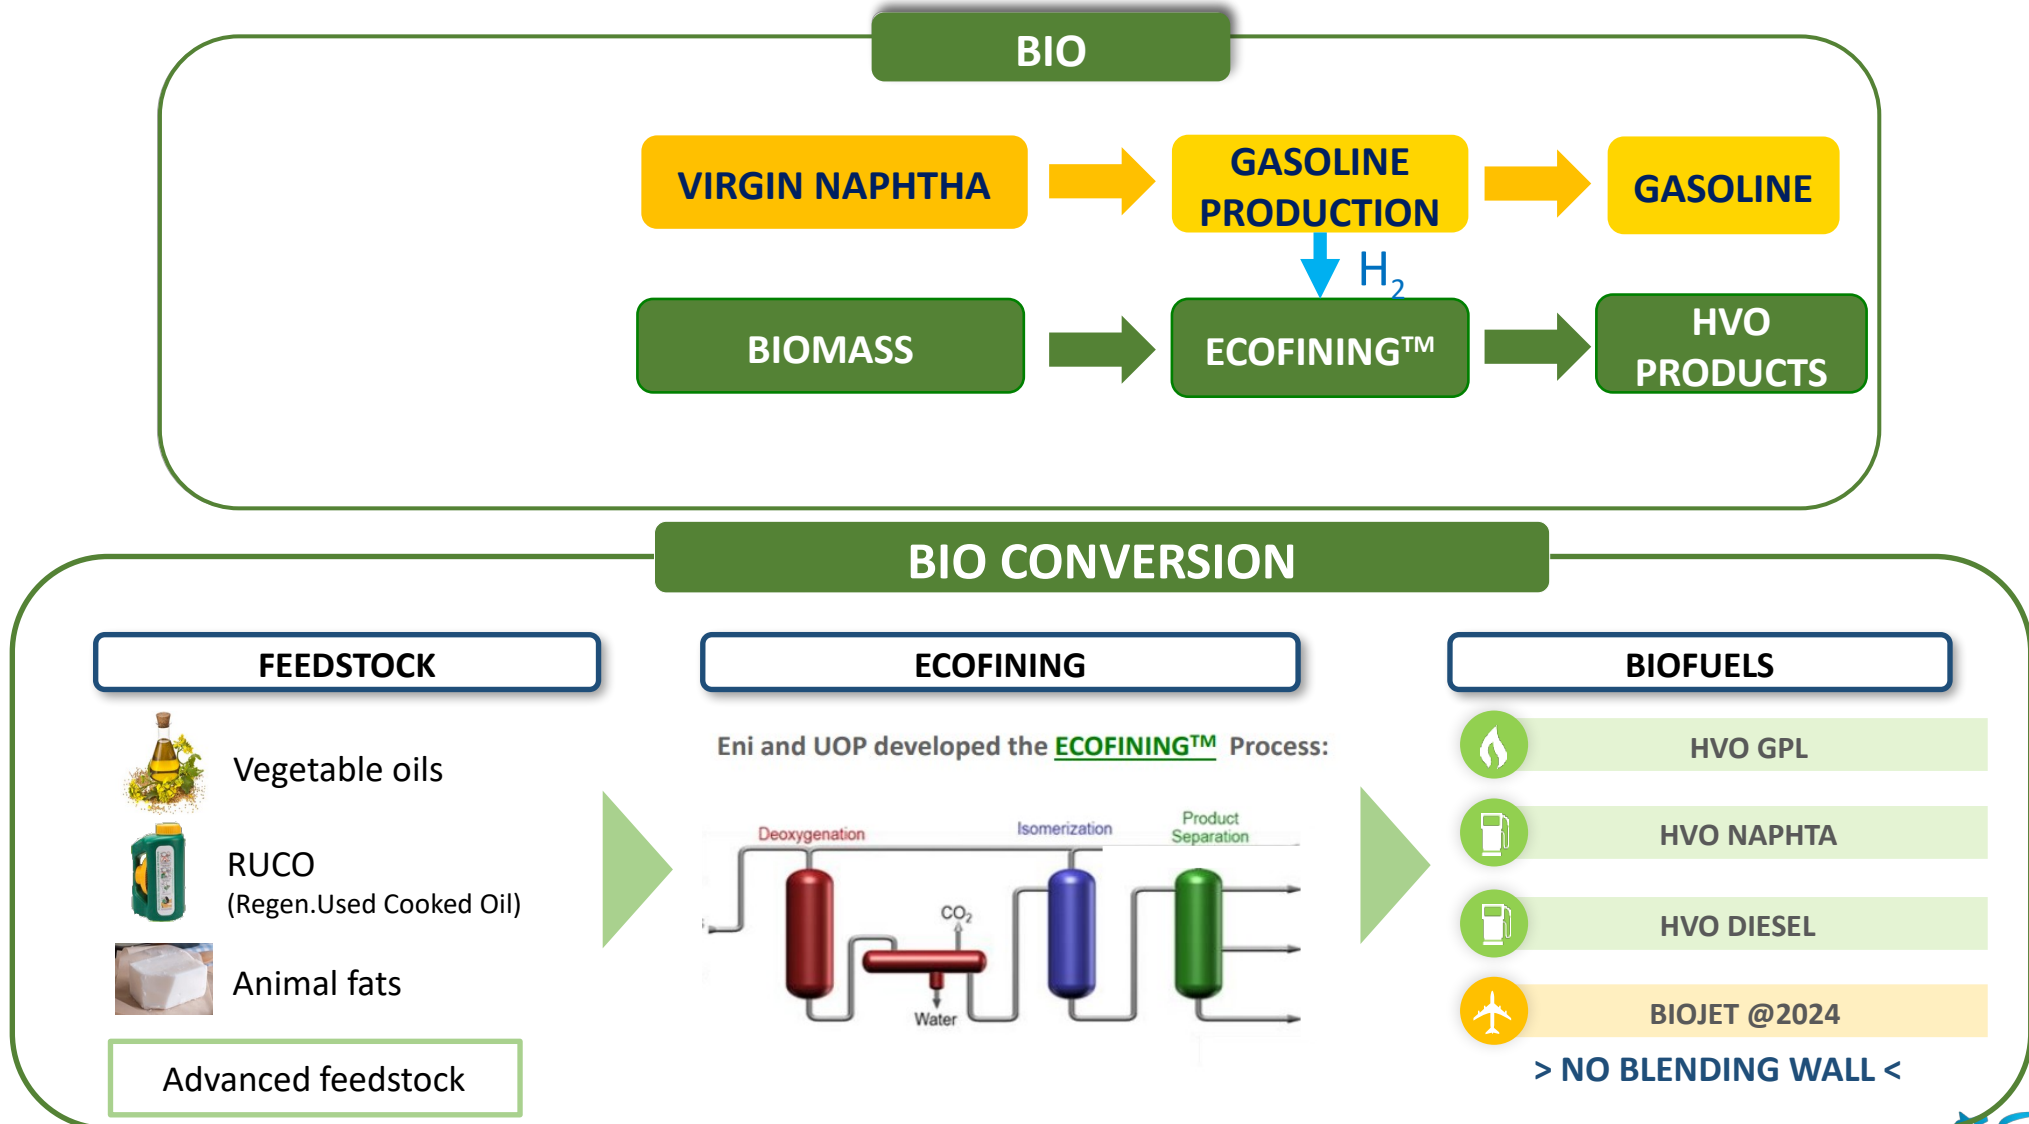 BIO
VIRGIN NAPHTHA
GASOLINE
PRODUCTION
GASOLINE
H₂
BIOMASS
ECOFINING™
HVO
PRODUCTS
BIO CONVERSION
FEEDSTOCK
Vegetable oils
RUCO
(Regen.Used Cooked Oil)
Animal fats
Advanced feedstock
ECOFINING
Eni and UOP developed the ECOFINING™ Process:
Deoxygenation
Isomerization
Product
Separation
CO₂
Water
BIOFUELS
HVO GPL
HVO NAPHTA
HVO DIESEL
BIOJET @2024
> NO BLENDING WALL <